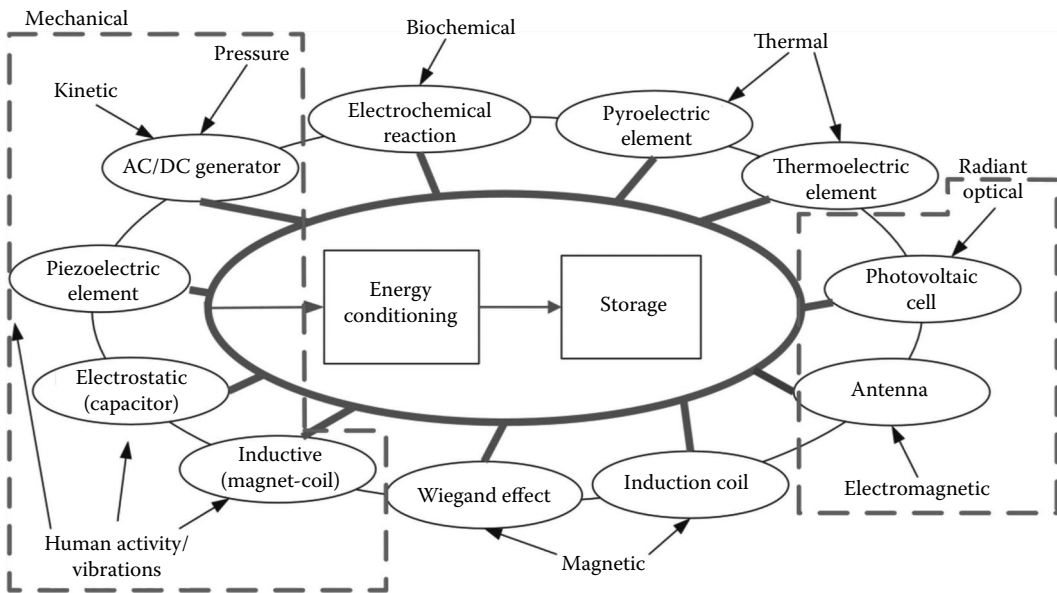 Mechanical
Biochemical
Thermal
Pressure
Kinetic
Electrochemical
reaction
Pyroelectric
element
AC/DC generator
Thermoelectric
element
Radiant
optical
Piezoelectric
element
Energy
conditioning
Storage
Photovoltaic
cell
Electrostatic
(capacitor)
Antenna
Inductive
(magnet-coil)
Wiegand effect
Induction coil
Electromagnetic
Human activity/
vibrations
Magnetic